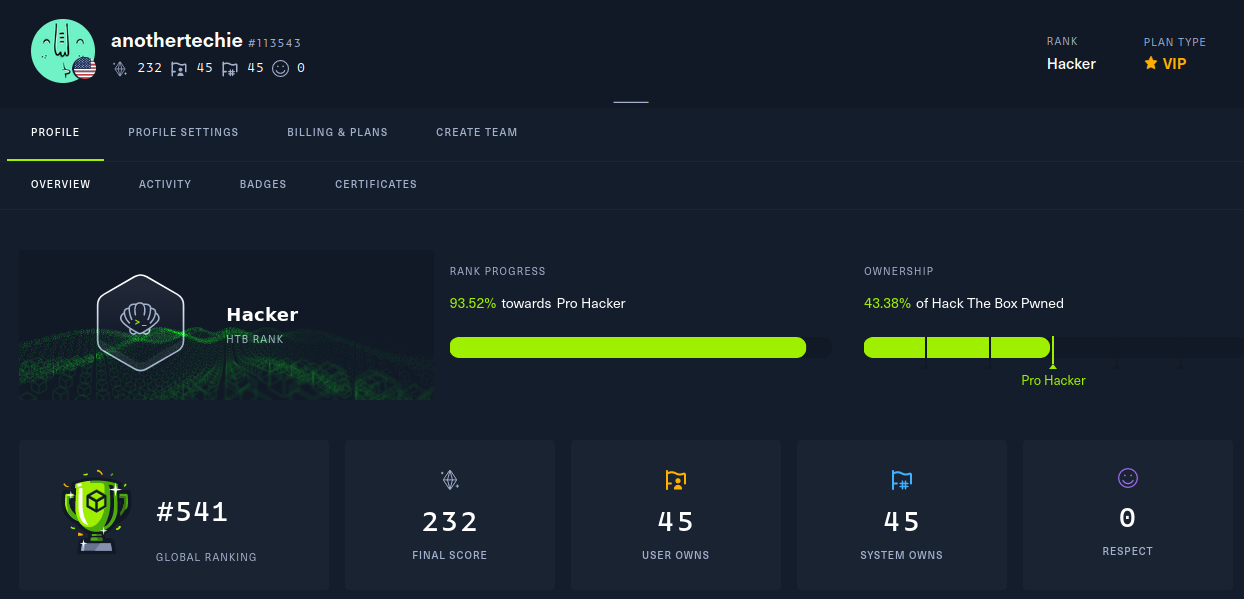 anothertechie #113543
232 45 45 0
RANK
Hacker
PLAN TYPE
VIP
PROFILE PROFILE SETTINGS BILLING & PLANS CREATE TEAM
OVERVIEW ACTIVITY BADGES CERTIFICATES
Hacker
HTB RANK
RANK PROGRESS
93.52% towards Pro Hacker
OWNERSHIP
43.38% of Hack The Box Pwned
Pro Hacker
#541
GLOBAL RANKING
232
FINAL SCORE
45
USER OWNS
45
SYSTEM OWNS
0
RESPECT